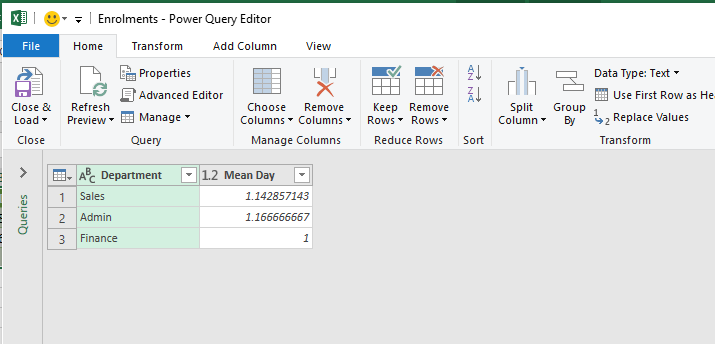 Enrolments - Power Query Editor
File Home Transform Add Column View
Close & Load
Refresh Preview
Properties
Advanced Editor
Manage
Choose Columns
Remove Columns
Keep Rows
Remove Rows
A Z
Z A
Split Column
Group By
Data Type: Text
Use First Row as He
1 2 Replace Values
Close Query Manage Columns Reduce Rows Sort Transform
Queries
ABC Department 1.2 Mean Day
1 Sales 1.142857143
2 Admin 1.166666667
3 Finance 1